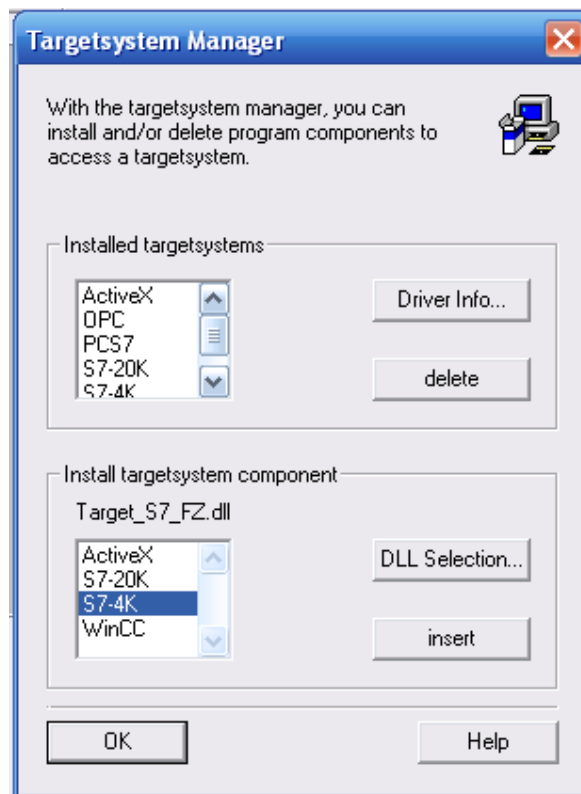 Targetsystem Manager
With the targetsystem manager, you can
install and/or delete program components to
access a targetsystem.
Installed targetsystems
ActiveX
OPC
PCS7
S7-20K
S7-4K
Driver Info...
delete
Install targetsystem component
Target_S7_FZ.dll
ActiveX
S7-20K
S7-4K
WinCC
DLL Selection...
insert
OK
Help